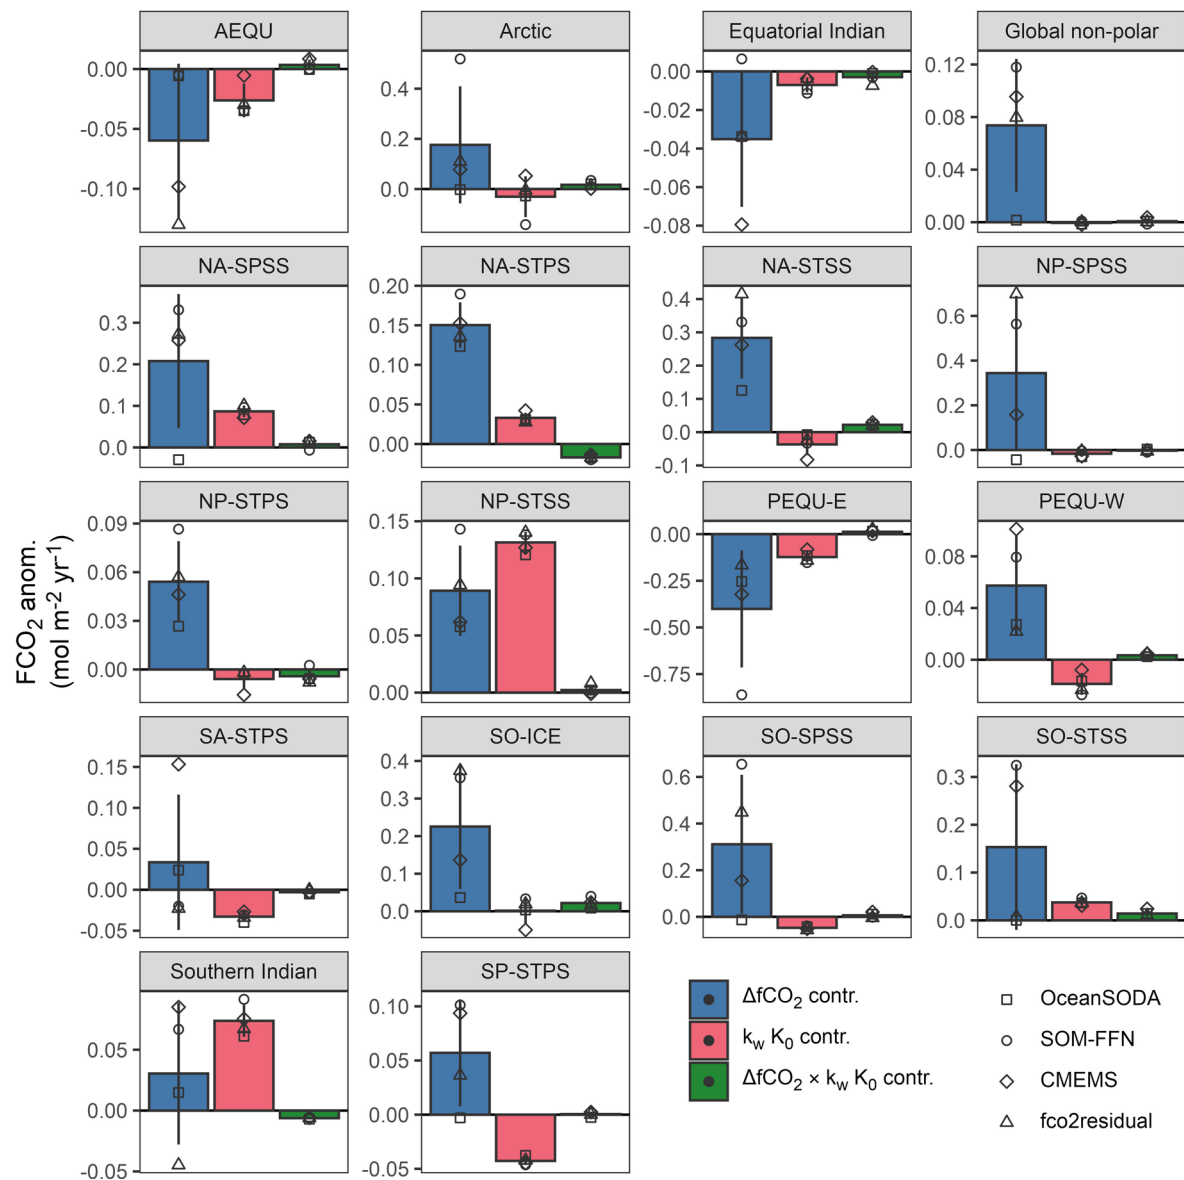 AEQU
Arctic
Equatorial Indian
Global non-polar
0.00
-0.05
-0.10
0.4
0.2
0.0
0.00
-0.02
-0.04
-0.06
-0.08
0.12
0.08
0.04
0.00
NA-SPSS
NA-STPS
NA-STSS
NP-SPSS
0.3
0.2
0.1
0.0
0.20
0.15
0.10
0.05
0.00
0.4
0.3
0.2
0.1
0.0
-0.1
0.6
0.4
0.2
0.0
NP-STPS
NP-STSS
PEQU-E
PEQU-W
0.09
0.06
0.03
0.00
0.15
0.10
0.05
0.00
0.00
-0.25
-0.50
-0.75
0.08
0.04
0.00
FCO₂ anom.
(mol m⁻² yr⁻¹)
SA-STPS
SO-ICE
SO-SPSS
SO-STSS
0.15
0.10
0.05
0.00
-0.05
0.4
0.3
0.2
0.1
0.0
0.6
0.4
0.2
0.0
0.3
0.2
0.1
0.0
Southern Indian
SP-STPS
0.05
0.00
-0.05
0.10
0.05
0.00
-0.05
ΔfCO₂ contr.
k_w K₀ contr.
ΔfCO₂ × k_w K₀ contr.
OceanSODA
SOM-FFN
CMEMS
fco2residual